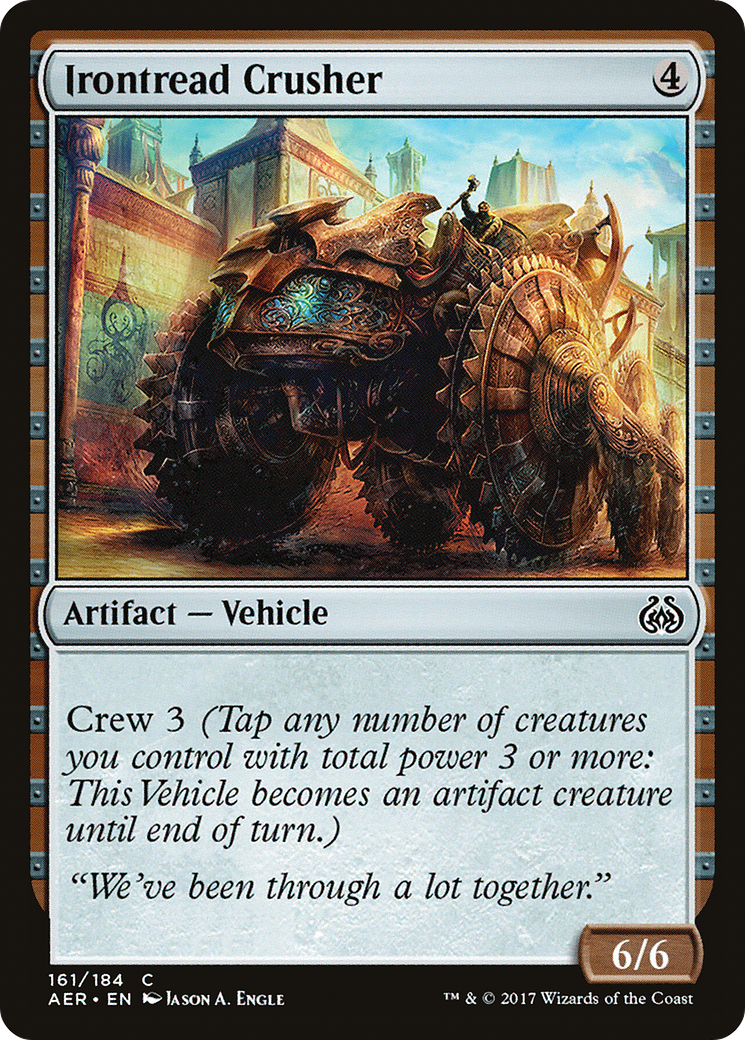 Irontread Crusher 4
Artifact — Vehicle
Crew 3 (Tap any number of creatures
you control with total power 3 or more:
This Vehicle becomes an artifact creature
until end of turn.)
“We’ve been through a lot together.”
6/6
161/184 C
AER • EN Jason A. Engle ™ & © 2017 Wizards of the Coast